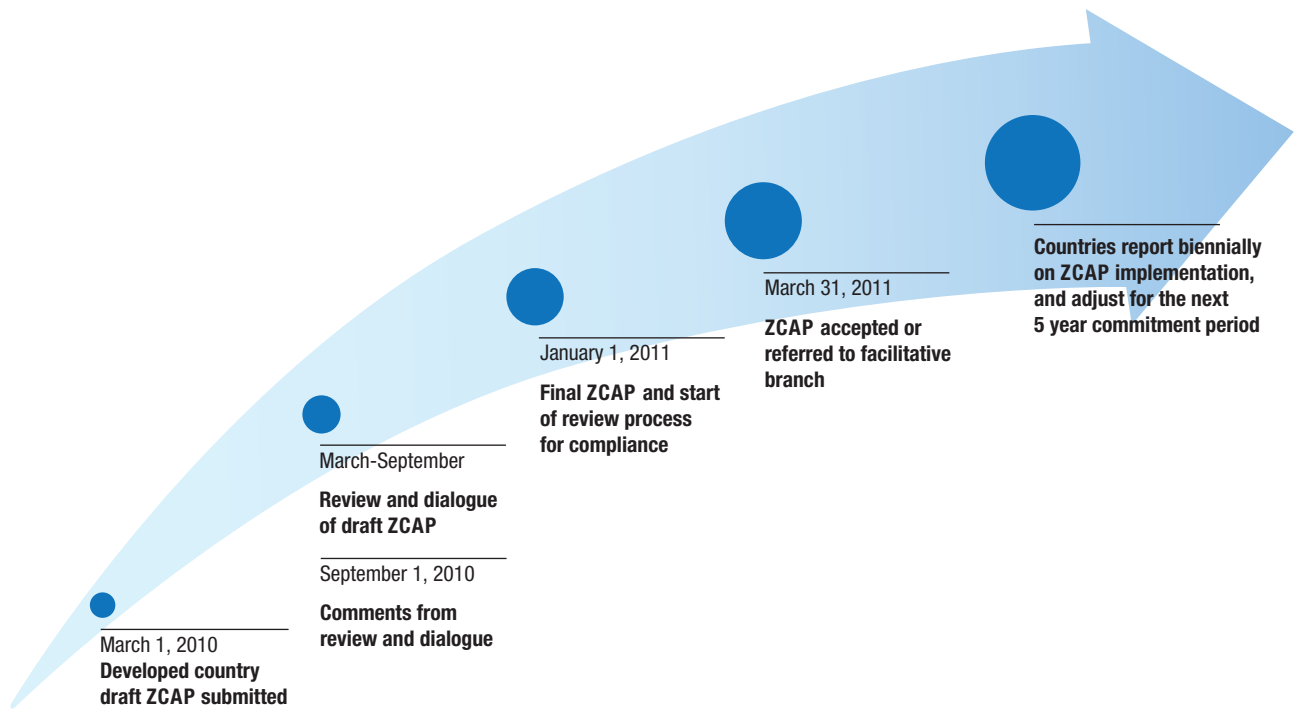 March 1, 2010
Developed country
draft ZCAP submitted
March-September
Review and dialogue
of draft ZCAP
September 1, 2010
Comments from
review and dialogue
January 1, 2011
Final ZCAP and start
of review process
for compliance
March 31, 2011
ZCAP accepted or
referred to facilitative
branch
Countries report biennially
on ZCAP implementation,
and adjust for the next
5 year commitment period